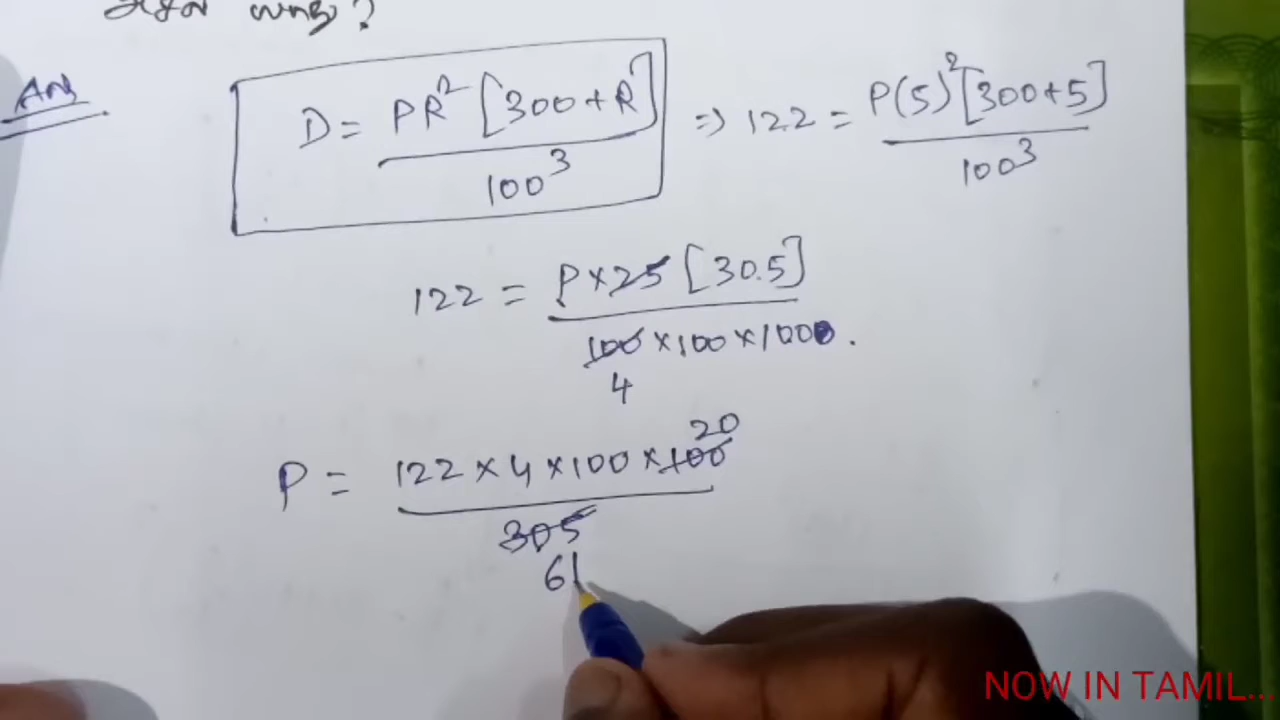 Ans
D = PR² [300+R] / 100³ => 122 = P(5)² [300+5] / 100³
122 = P×25 [30.5] / 100×100×1000.
4
20
P = 122×4×100×100 / 305
61
NOW IN TAMIL...